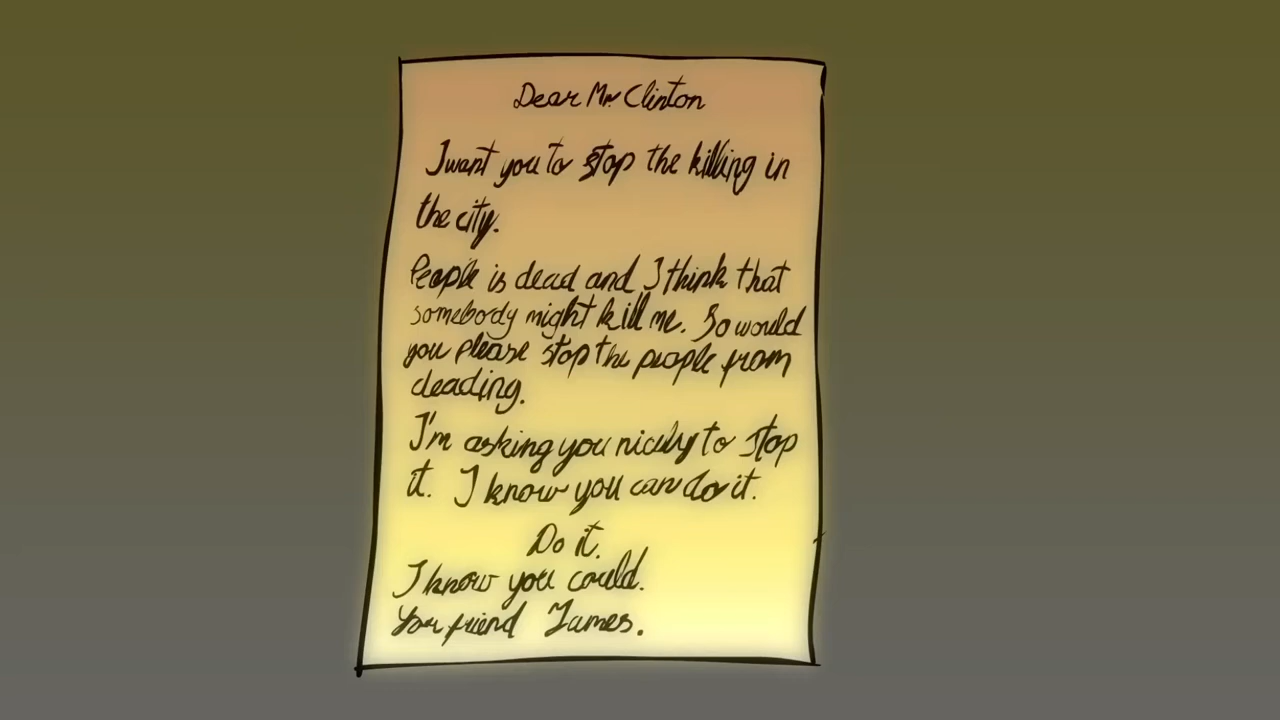 Dear Mr Clinton
I want you to stop the killing in
the city.
People is dead and I think that
somebody might kill me. So would
you please stop the people from
deading.
I'm asking you nicely to stop
it. I know you can do it.
Do it.
I know you could.
Your friend James.